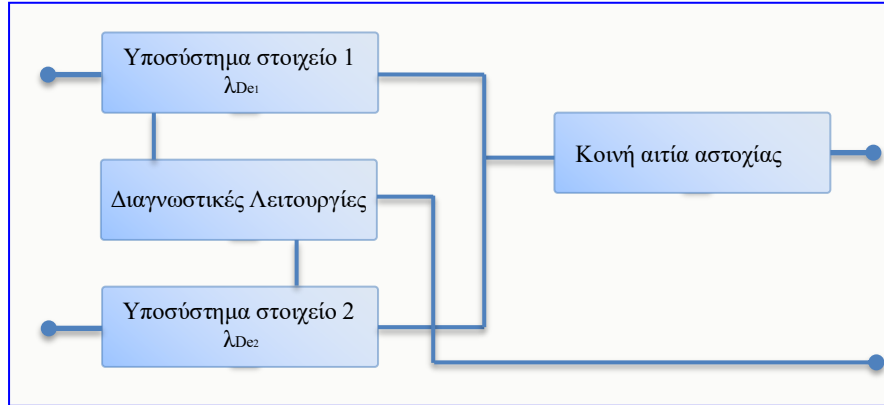 Υποσύστημα στοιχείο 1
λDe1
Διαγνωστικές Λειτουργίες
Υποσύστημα στοιχείο 2
λDe2
Κοινή αιτία αστοχίας